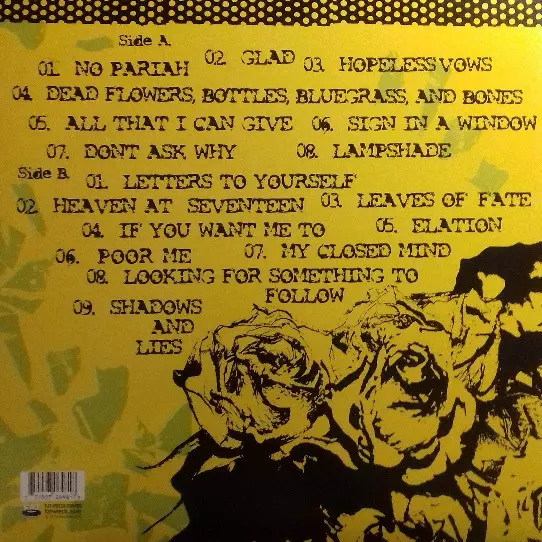 Side A.
01. NO PARIAH 02. GLAD 03. HOPELESS VOWS
04. DEAD FLOWERS, BOTTLES, BLUEGRASS, AND BONES
05. ALL THAT I CAN GIVE 06. SIGN IN A WINDOW
07. DONT ASK WHY 08. LAMPSHADE
Side B.
01. LETTERS TO YOURSELF
02. HEAVEN AT SEVENTEEN 03. LEAVES OF FATE
04. IF YOU WANT ME TO 05. ELATION
06. POOR ME 07. MY CLOSED MIND
08. LOOKING FOR SOMETHING TO
FOLLOW
09. SHADOWS
AND
LIES